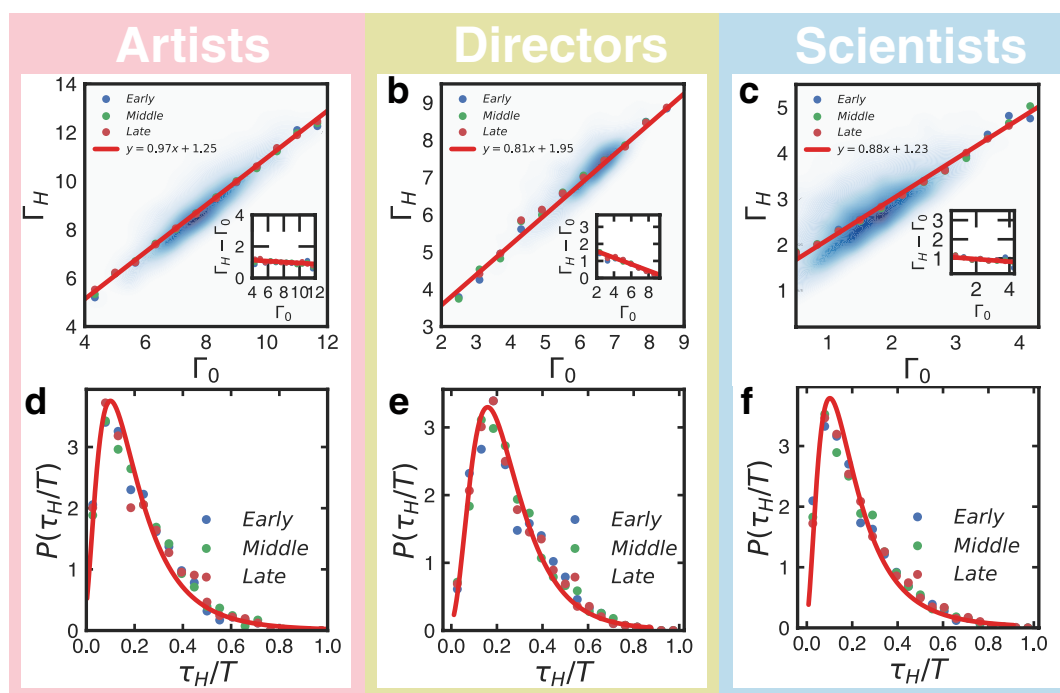 Artists
Directors
Scientists
a
14
12
10
8
6
4
Γ_H
Early
Middle
Late
y = 0.97x + 1.25
4
2
0
Γ_H − Γ_0
4 6 8 10 12
Γ_0
4 6 8 10 12
Γ_0
b
9
8
7
6
5
4
3
Γ_H
Early
Middle
Late
y = 0.81x + 1.95
3
2
1
0
Γ_H − Γ_0
2 4 6 8
Γ_0
2 3 4 5 6 7 8 9
Γ_0
c
5
4
3
2
1
Γ_H
Early
Middle
Late
y = 0.88x + 1.23
3
2
1
Γ_H − Γ_0
2 4
Γ_0
1 2 3 4
Γ_0
d
3
2
1
0
P(τ_H/T)
Early
Middle
Late
0.0 0.2 0.4 0.6 0.8 1.0
τ_H/T
e
4
3
2
1
0
P(τ_H/T)
Early
Middle
Late
0.0 0.2 0.4 0.6 0.8 1.0
τ_H/T
f
3
2
1
0
P(τ_H/T)
Early
Middle
Late
0.0 0.2 0.4 0.6 0.8 1.0
τ_H/T